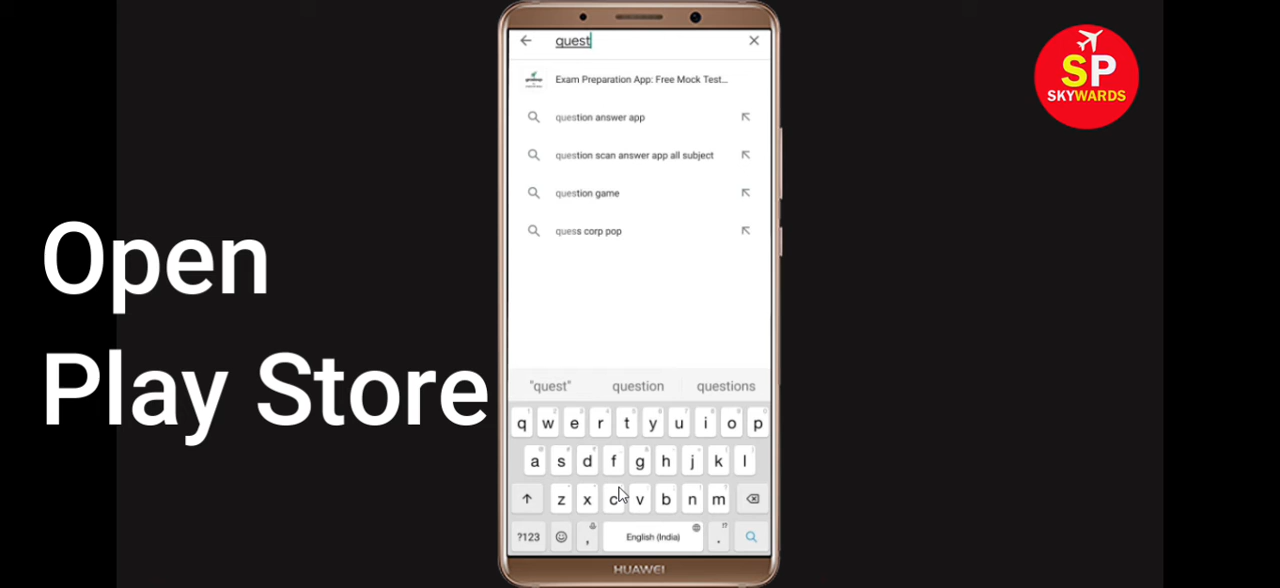 quest
Exam Preparation App: Free Mock Test...
question answer app
question scan answer app all subject
question game
quess corp pop
Open
Play Store
SP
SKYWARDS
"quest" question questions
q w e r t y u i o p
a s d f g h j k l
z x c v b n m
?123 , English (India) .
HUAWEI